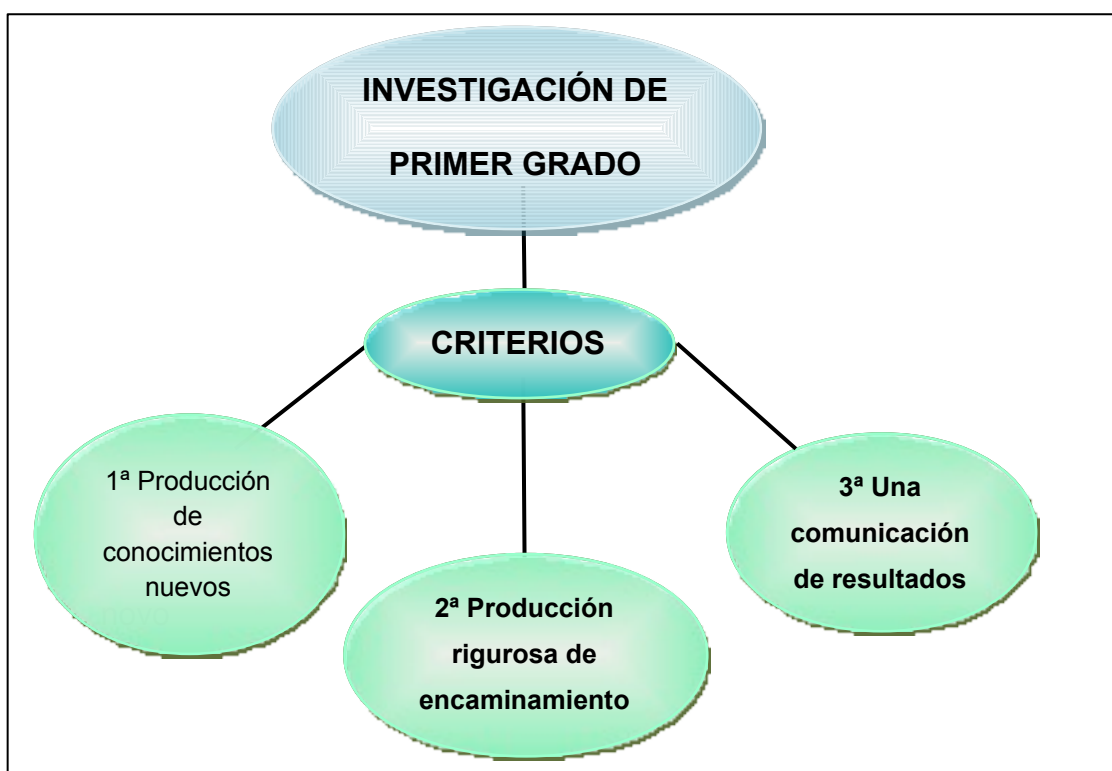 INVESTIGACIÓN DE
PRIMER GRADO
CRITERIOS
1ª Producción
de
conocimientos
nuevos
novo
2ª Producción
rigurosa de
encaminamiento
3ª Una
comunicación
de resultados